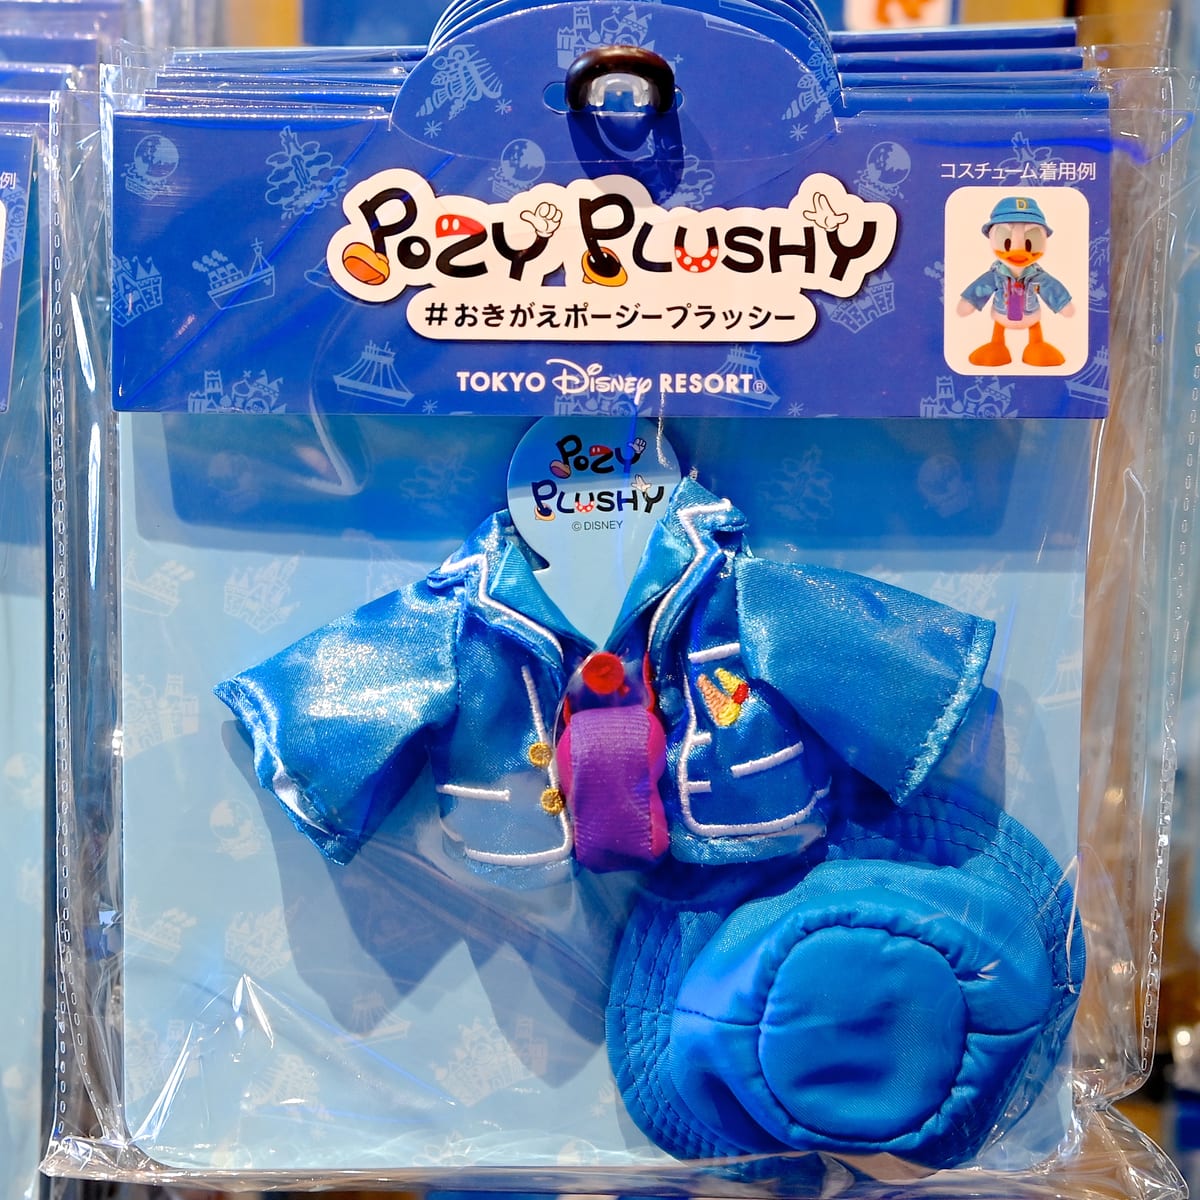 コスチューム着用例
POZY PLUSHY
#おきがえポージープラッシー
TOKYO Disney RESORT®
D
POZY
PLUSHY
© DISNEY
例